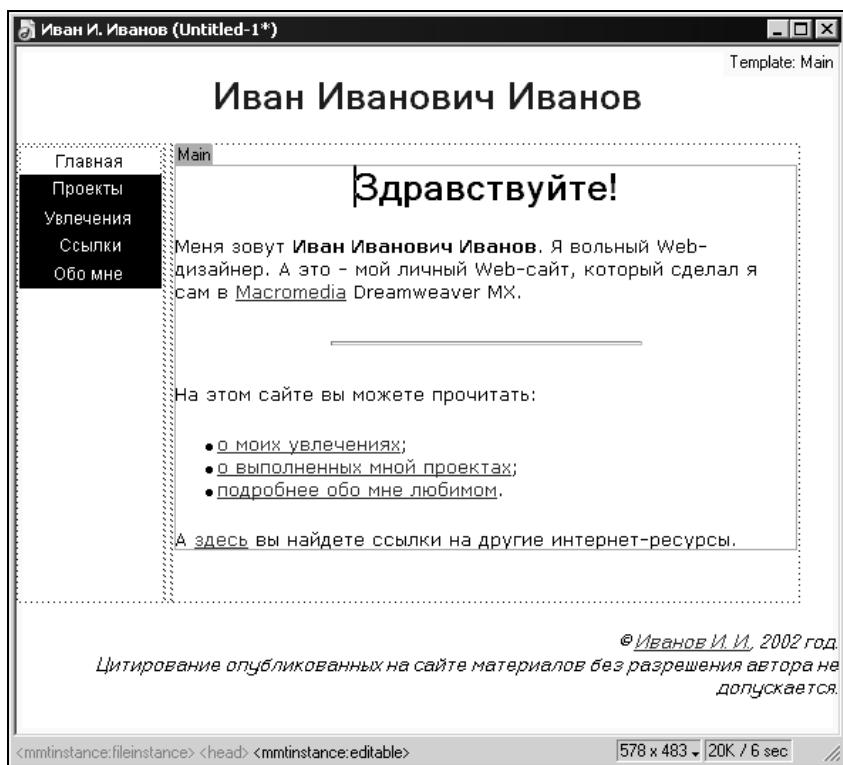 Иван И. Иванов (Untitled-1*)
Template: Main
Иван Иванович Иванов
Главная
Проекты
Увлечения
Ссылки
Обо мне
Main
Здравствуйте!
Меня зовут Иван Иванович Иванов. Я вольный Web-
дизайнер. А это - мой личный Web-сайт, который сделал я
сам в Macromedia Dreamweaver MX.
На этом сайте вы можете прочитать:
• о моих увлечениях;
• о выполненных мной проектах;
• подробнее обо мне любимом.
А здесь вы найдете ссылки на другие интернет-ресурсы.
© Иванов И. И., 2002 год.
Цитирование опубликованных на сайте материалов без разрешения автора не
допускается.
<mmtinstance:fileinstance> <head> <mmtinstance:editable>
578 x 483
20K / 6 sec